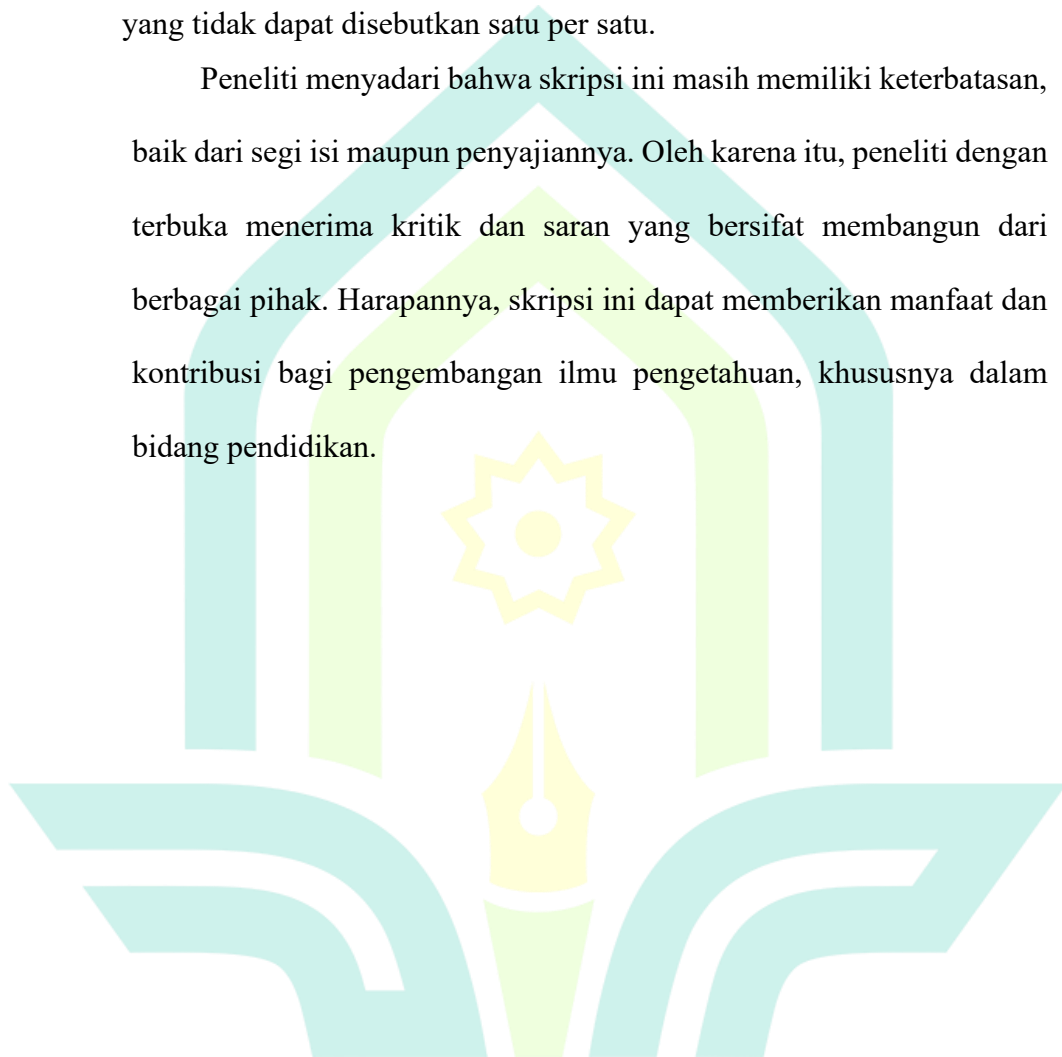 yang tidak dapat disebutkan satu per satu.
Peneliti menyadari bahwa skripsi ini masih memiliki keterbatasan,
baik dari segi isi maupun penyajiannya. Oleh karena itu, peneliti dengan
terbuka menerima kritik dan saran yang bersifat membangun dari
berbagai pihak. Harapannya, skripsi ini dapat memberikan manfaat dan
kontribusi bagi pengembangan ilmu pengetahuan, khususnya dalam
bidang pendidikan.